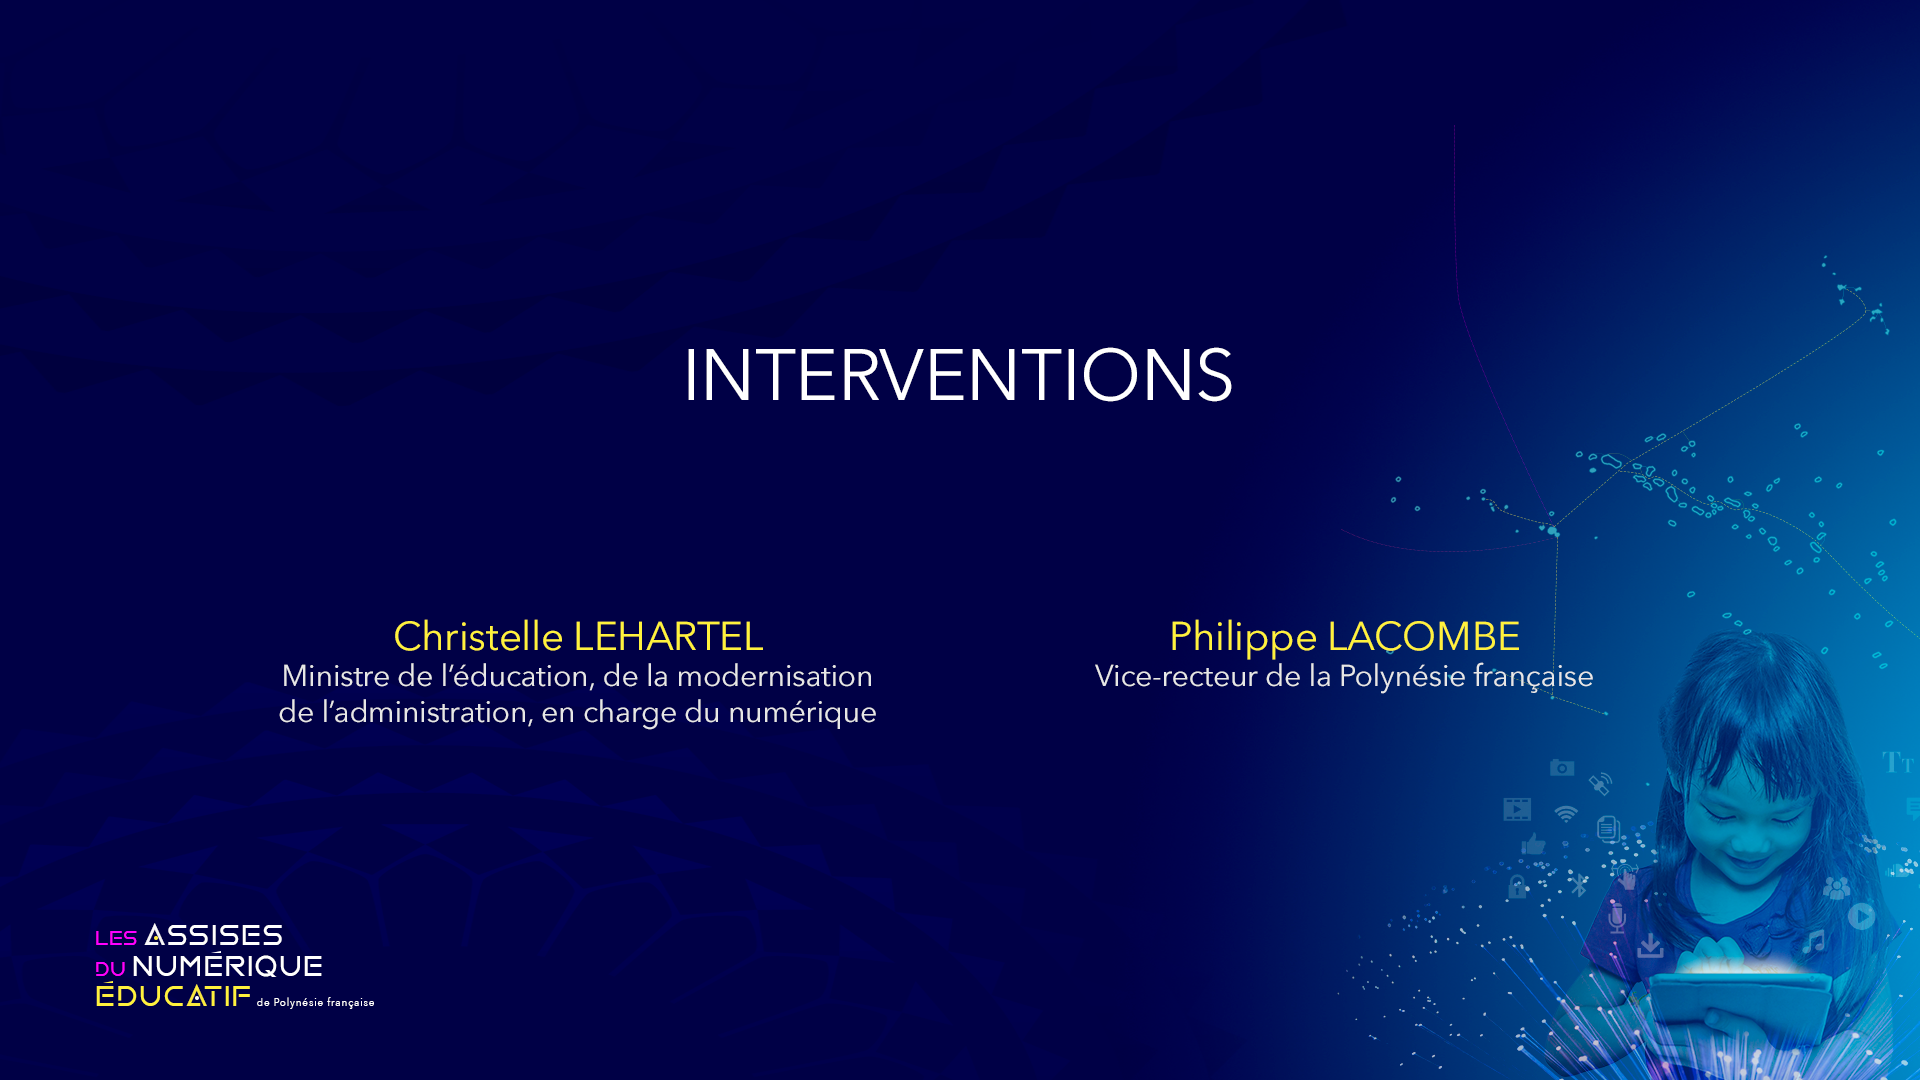 INTERVENTIONS
Christelle LEHARTEL
Ministre de l’éducation, de la modernisation
de l’administration, en charge du numérique
Philippe LACOMBE
Vice-recteur de la Polynésie française
LES ASSISES
DU NUMÉRIQUE
ÉDUCATIF de Polynésie française
TT